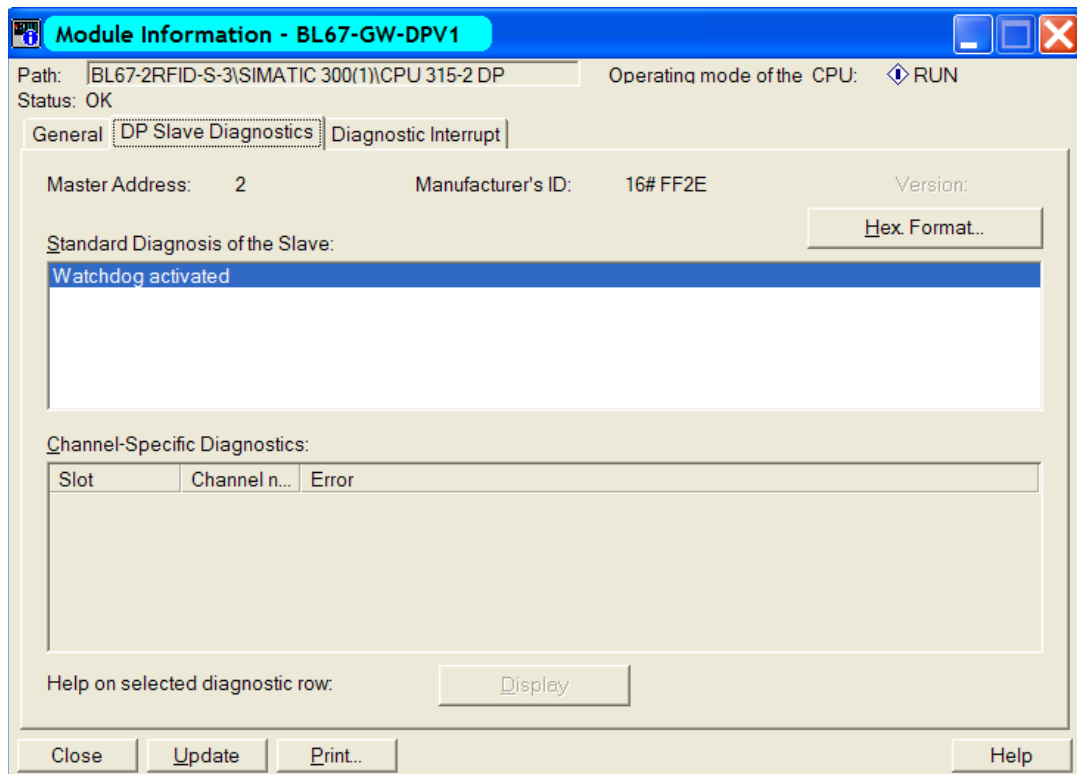 Module Information - BL67-GW-DPV1
Path: BL67-2RFID-S-3\SIMATIC 300(1)\CPU 315-2 DP Operating mode of the CPU: RUN
Status: OK
General DP Slave Diagnostics Diagnostic Interrupt
Master Address: 2 Manufacturer's ID: 16# FF2E Version:
Hex. Format...
Standard Diagnosis of the Slave:
Watchdog activated
Channel-Specific Diagnostics:
Slot Channel n... Error
Help on selected diagnostic row: Display
Close Update Print... Help